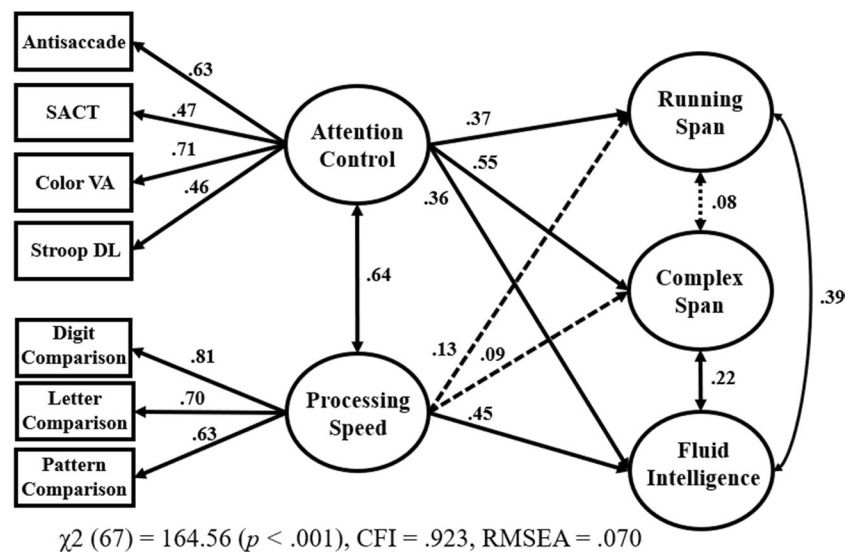 Antisaccade
SACT
Color VA
Stroop DL
.63
.47
.71
.46
Attention
Control
.37
.55
.36
Running
Span
.08
Complex
Span
.39
.22
Fluid
Intelligence
.64
Digit
Comparison
Letter
Comparison
Pattern
Comparison
.81
.70
.63
Processing
Speed
.13
.09
.45
χ2 (67) = 164.56 (p < .001), CFI = .923, RMSEA = .070